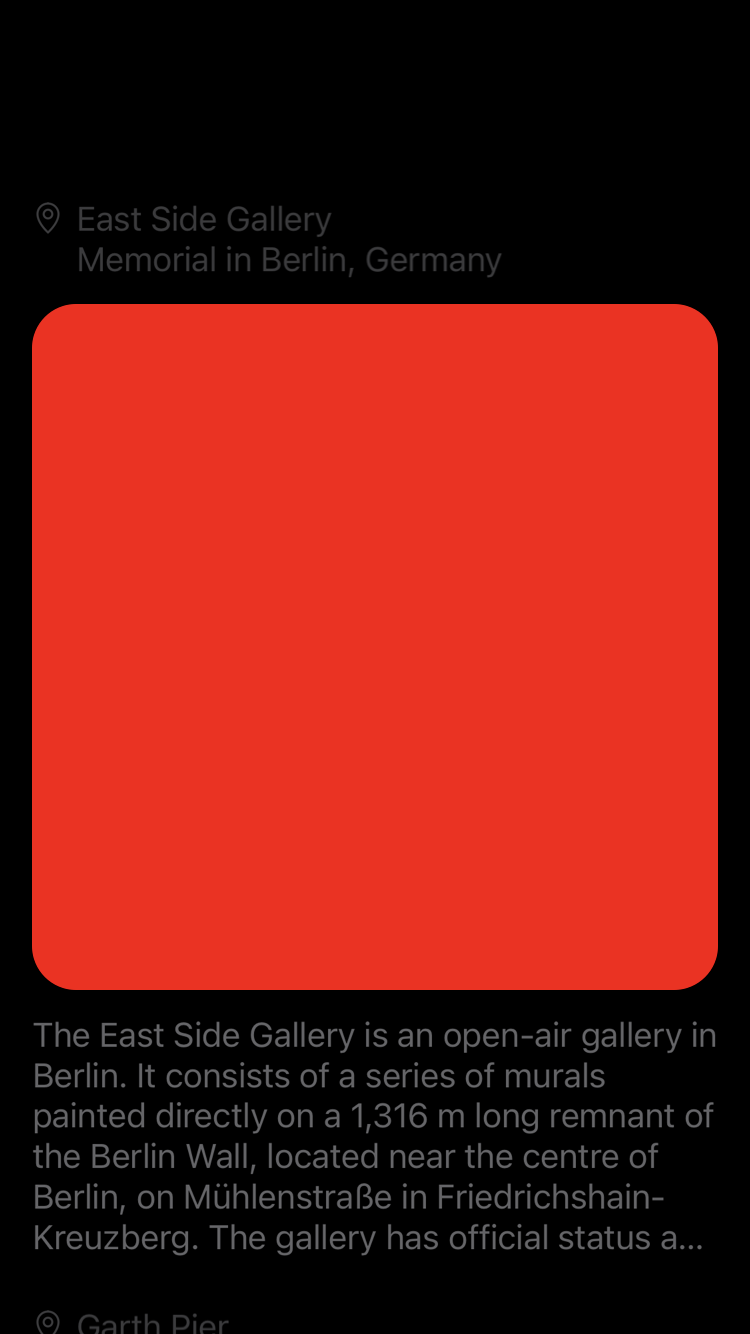 East Side Gallery
Memorial in Berlin, Germany
The East Side Gallery is an open-air gallery in
Berlin. It consists of a series of murals
painted directly on a 1,316 m long remnant of
the Berlin Wall, located near the centre of
Berlin, on Mühlenstraße in Friedrichshain-
Kreuzberg. The gallery has official status a...
Garth Pier